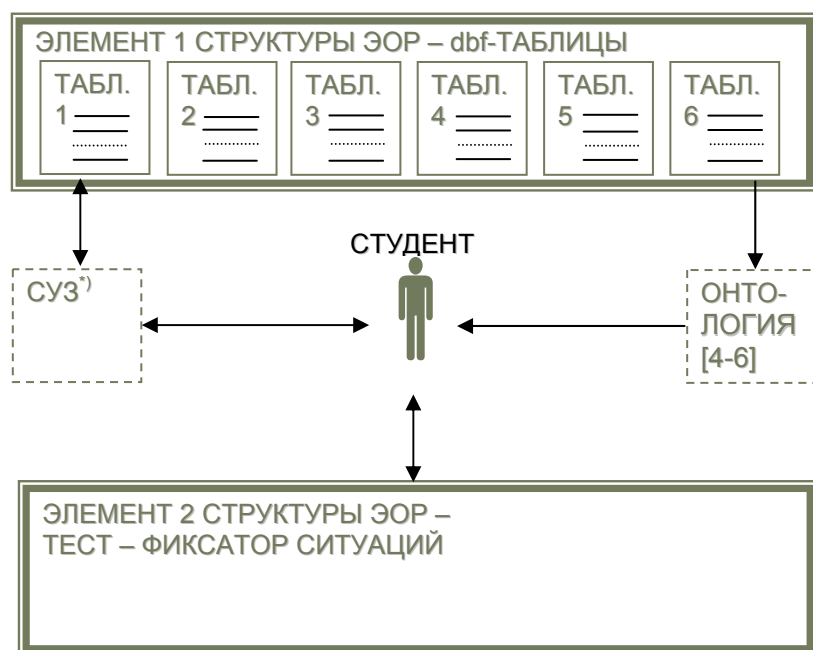 ЭЛЕМЕНТ 1 СТРУКТУРЫ ЭОР – dbf-ТАБЛИЦЫ
ТАБЛ. 1
ТАБЛ. 2
ТАБЛ. 3
ТАБЛ. 4
ТАБЛ. 5
ТАБЛ. 6
СТУДЕНТ
СУЗ*)
ОНТО-
ЛОГИЯ
[4-6]
ЭЛЕМЕНТ 2 СТРУКТУРЫ ЭОР –
ТЕСТ – ФИКСАТОР СИТУАЦИЙ